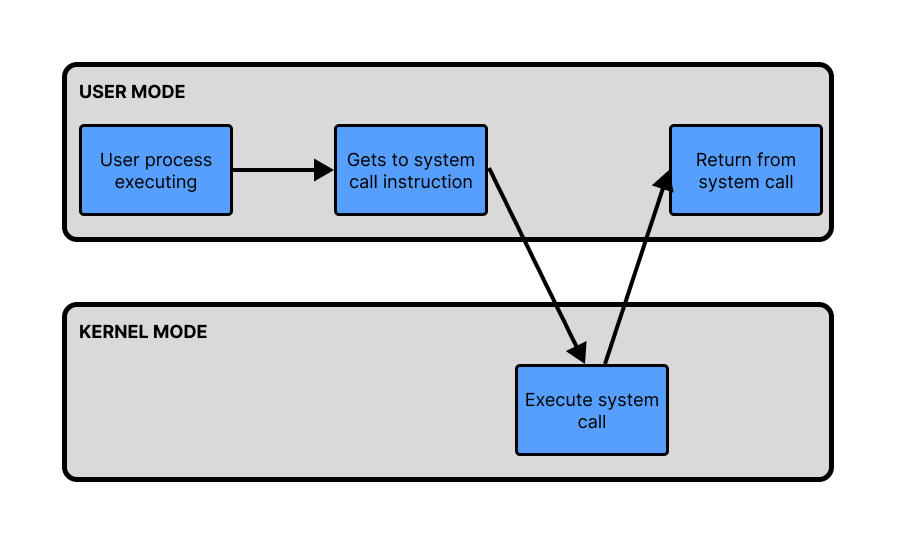 USER MODE
User process
executing
Gets to system
call instruction
Return from
system call
KERNEL MODE
Execute system
call